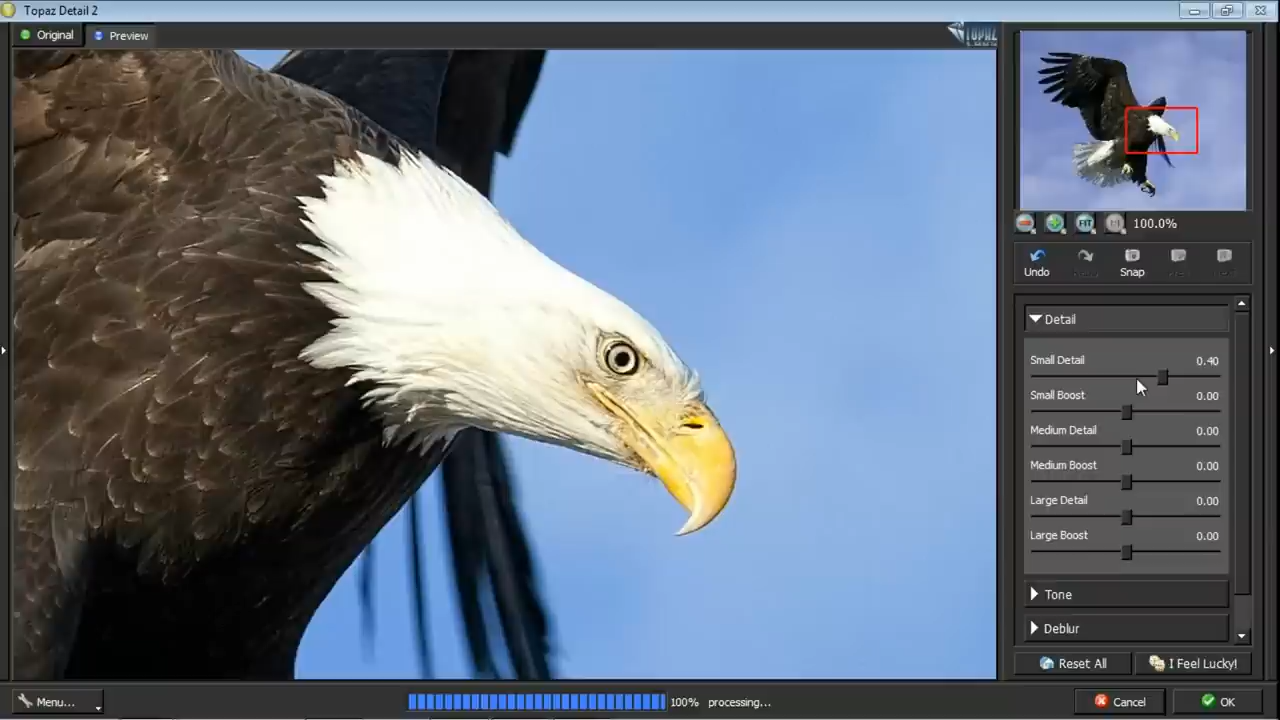 Topaz Detail 2
Original
Preview
TOPAZ
100.0%
Undo
Snap
Detail
Small Detail 0.40
Small Boost 0.00
Medium Detail 0.00
Medium Boost 0.00
Large Detail 0.00
Large Boost 0.00
Tone
Deblur
Reset All
I Feel Lucky!
Menu...
100% processing...
Cancel
OK